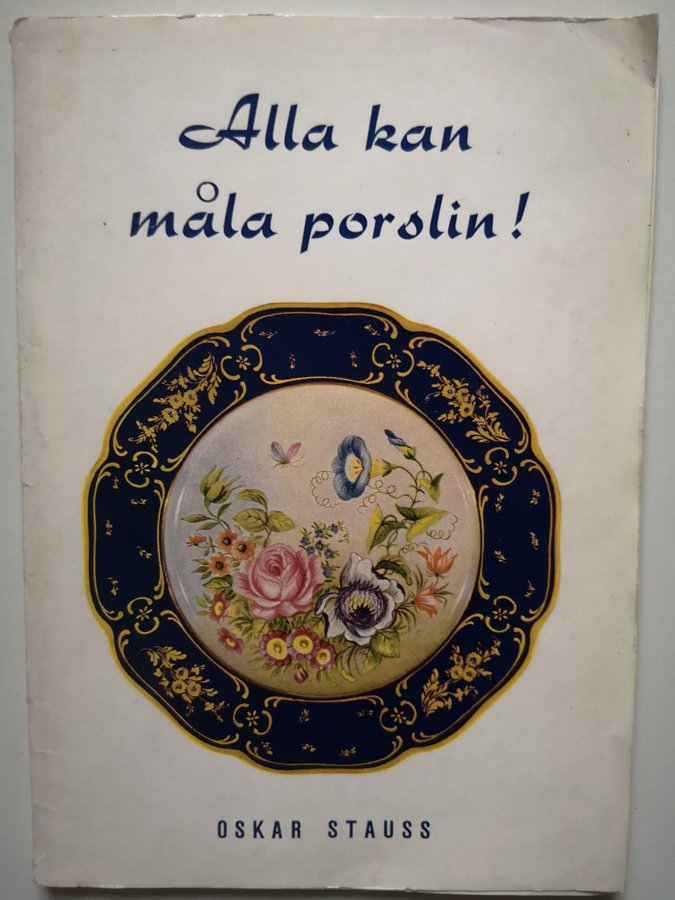 Alla kan
måla porslin!
OSKAR STAUSS